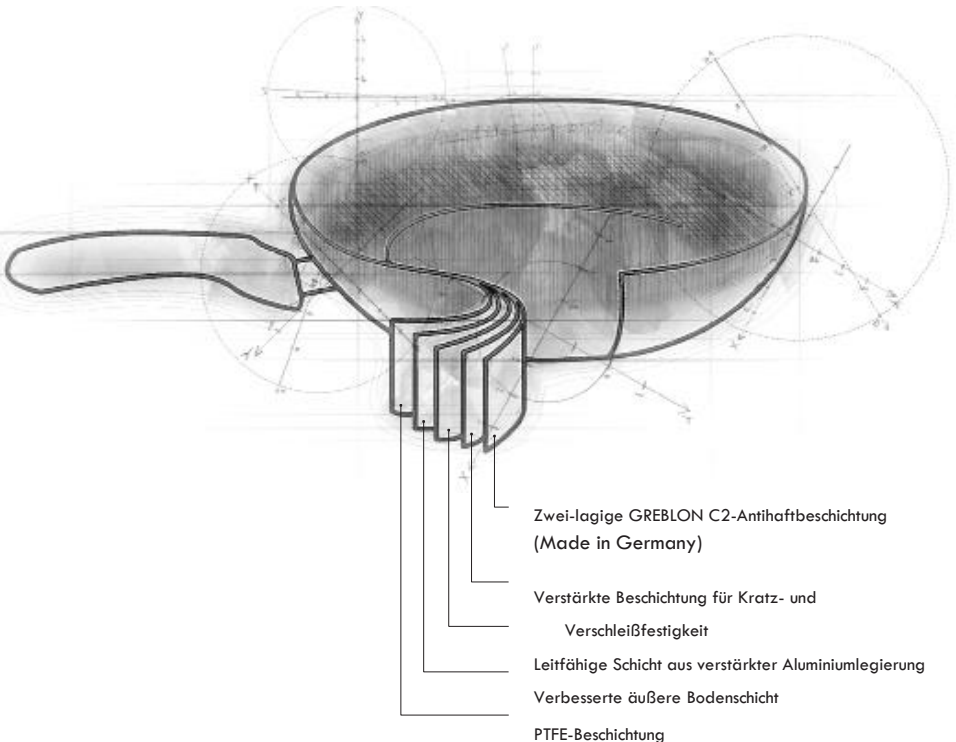 Zwei-lagige GREBLON C2-Antihaftbeschichtung
(Made in Germany)
Verstärkte Beschichtung für Kratz- und
Verschleißfestigkeit
Leitfähige Schicht aus verstärkter Aluminiumlegierung
Verbesserte äußere Bodenschicht
PTFE-Beschichtung